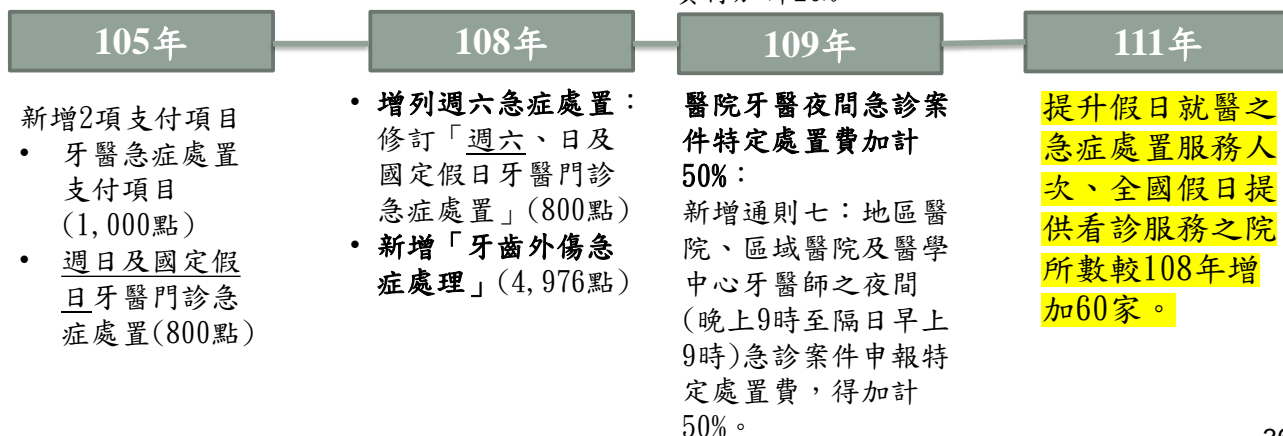 105年
新增2項支付項目
• 牙醫急症處置
支付項目
(1,000點)
• 週日及國定假
日牙醫門診急
症處置(800點)
108年
• 增列週六急症處置：
修訂「週六、日及
國定假日牙醫門診
急症處置」(800點)
• 新增「牙齒外傷急
症處理」(4,976點)
109年
醫院牙醫夜間急診案
件特定處置費加計
50%：
新增通則七：地區醫
院、區域醫院及醫學
中心牙醫師之夜間
(晚上9時至隔日早上
9時)急診案件申報特
定處置費，得加計
50%。
111年
提升假日就醫之
急症處置服務人
次、全國假日提
供看診服務之院
所數較108年增
加60家。